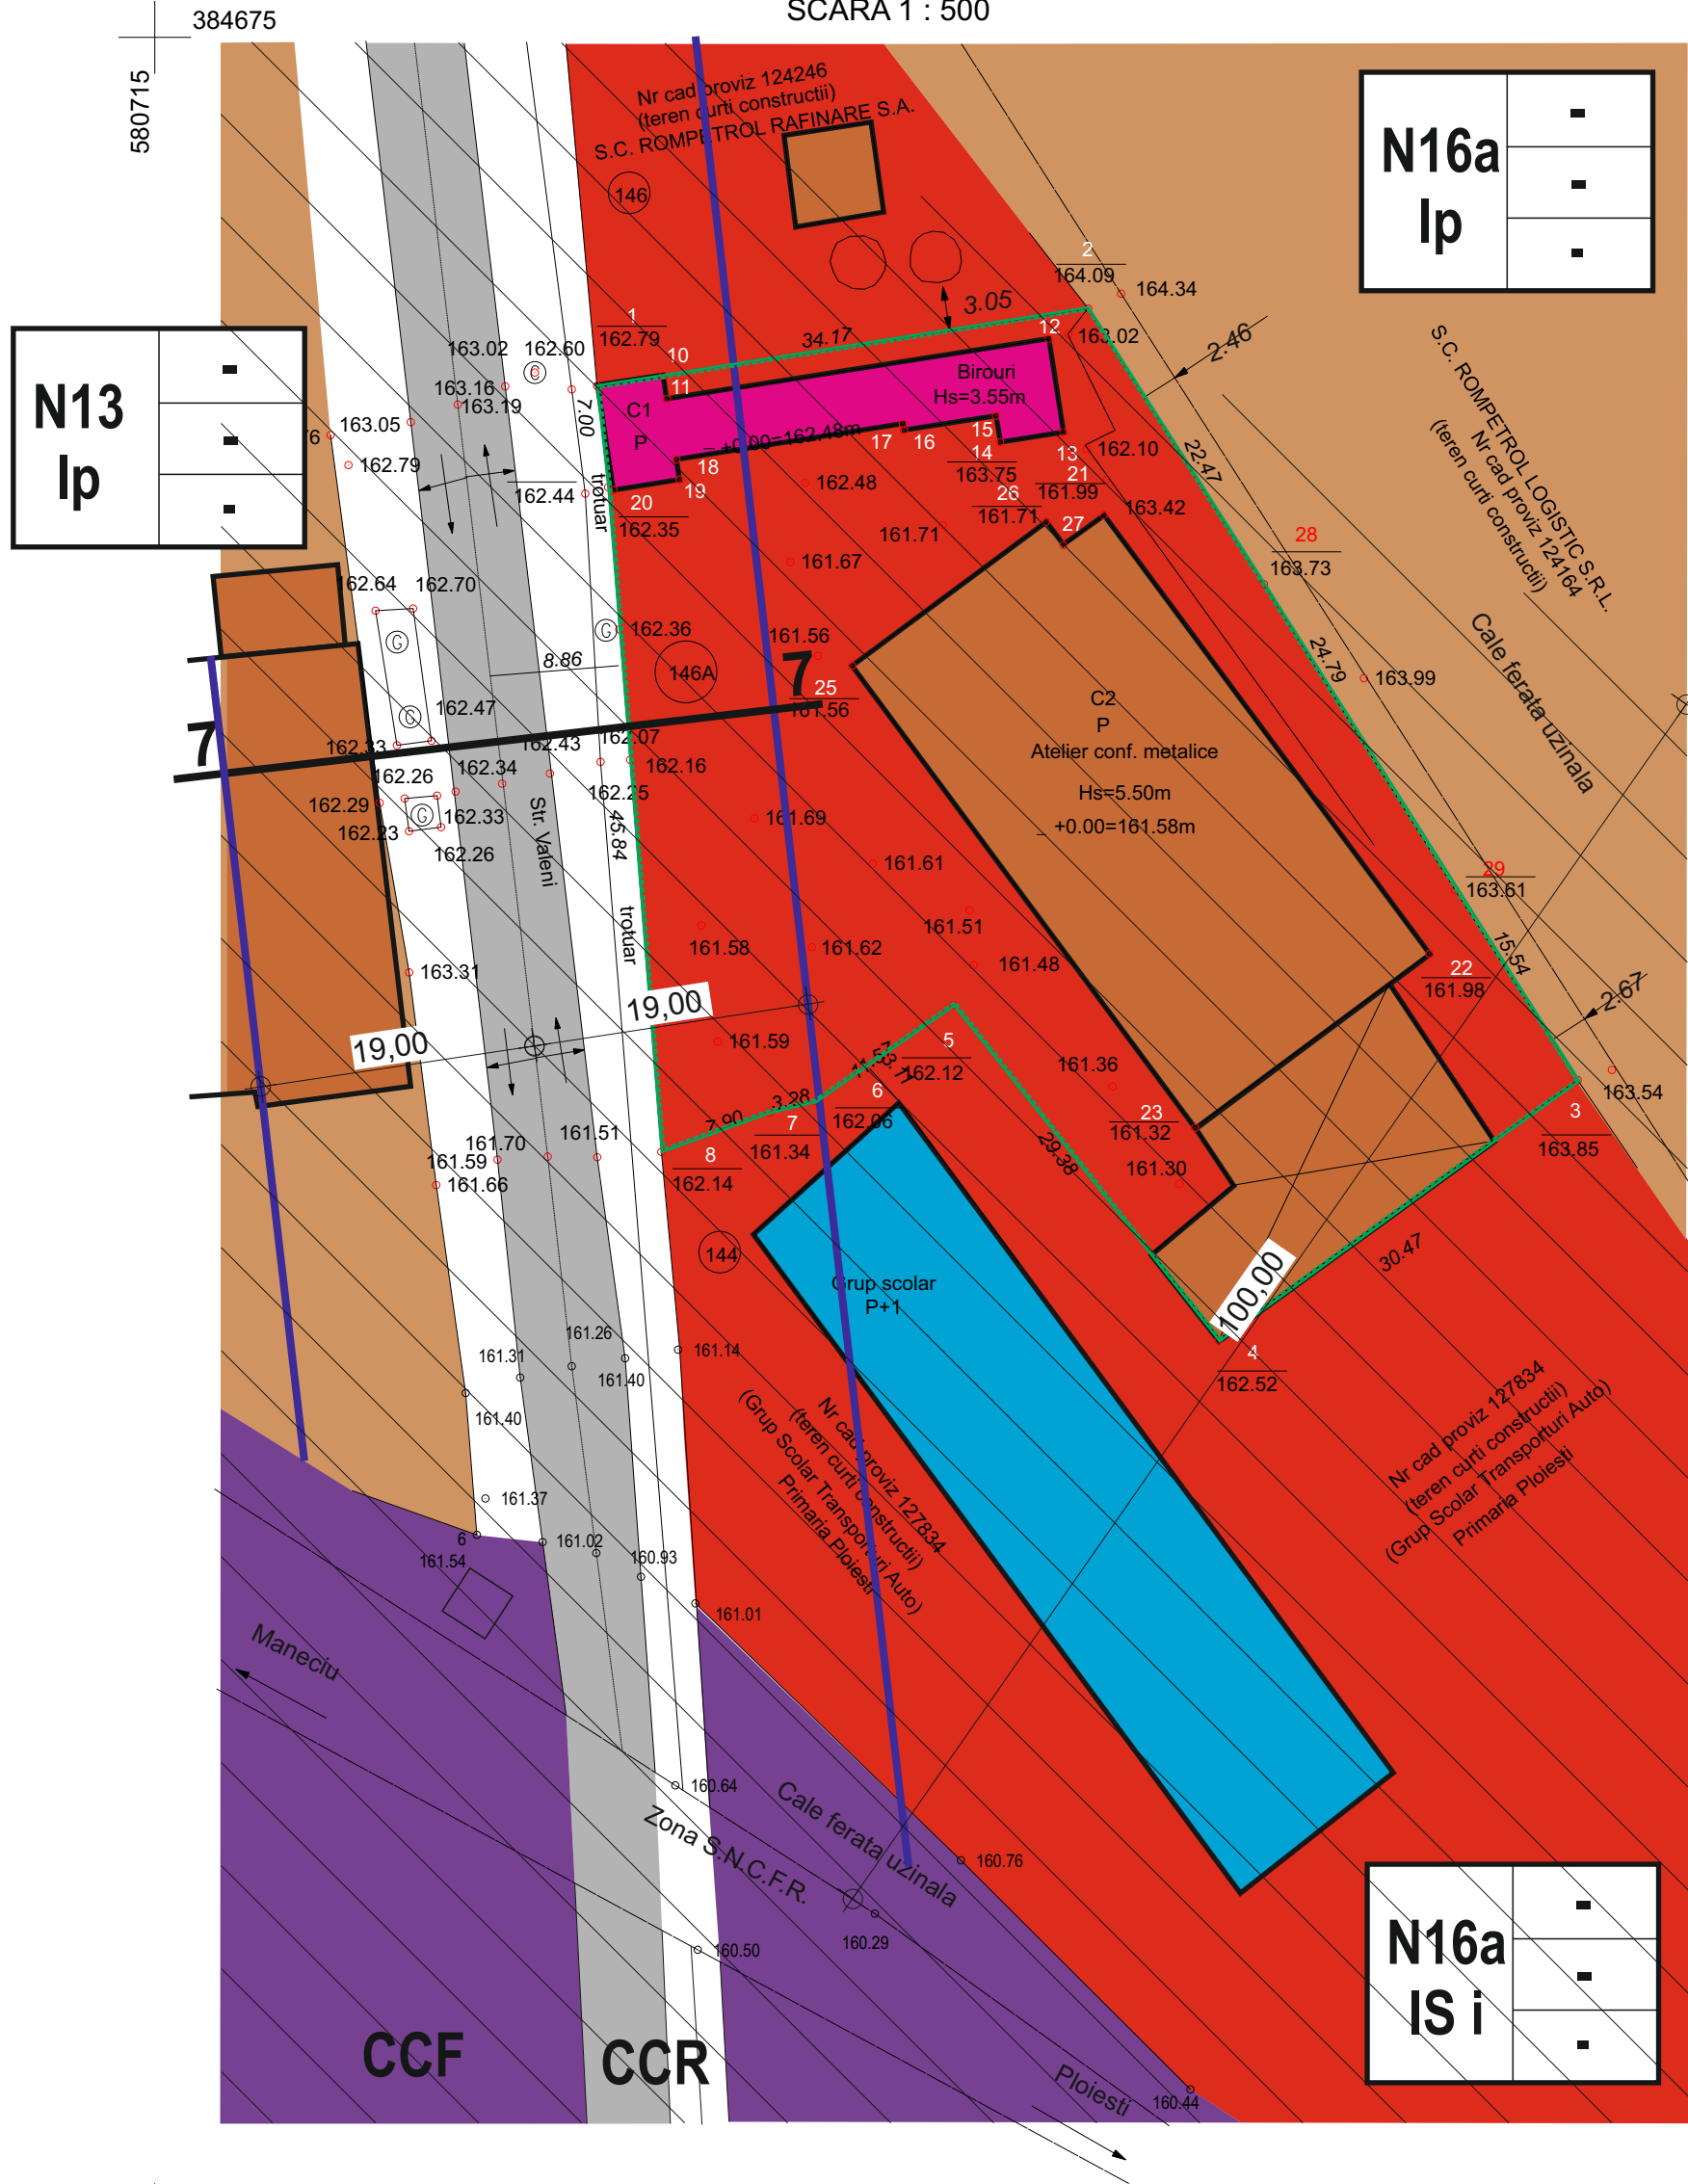 SCARA 1 : 500
384675
580715
Nr cad proviz 124246
(teren curti constructii)
S.C. ROMPETROL RAFINARE S.A.
146
N16a
Ip
-
-
-
2
164.09
164.34
3.05
34.17
1
162.79
10
11
12
163.02
2.46
N13
Ip
-
-
-
163.02
162.60
G
163.16
163.19
163.05
162.79
7.00
C1
P
Birouri
Hs=3.55m
+0.00=162.48m
17
16
15
14
163.75
13
162.10
18
19
20
162.35
162.44
trotuar
162.48
21
161.99
26
161.71
161.71
27
163.42
22.47
S.C. ROMPETROL LOGISTIC S.R.L.
Nr cad proviz 124164
(teren curti constructii)
28
163.73
161.67
162.64
162.70
G
G
162.36
161.56
8.86
146A
7
25
161.56
24.79
163.99
Cale ferata uzinala
C2
P
Atelier conf. metalice
Hs=5.50m
+0.00=161.58m
7
G
162.47
162.33
162.43
162.07
162.26
162.34
162.16
162.29
162.25
G
162.33
162.23
162.26
Str. Valeni
45.84
161.69
161.61
29
163.61
161.51
161.58
161.62
trotuar
161.48
15.54
22
161.98
2.67
163.31
19,00
19,00
161.59
5
162.12
161.36
163.54
3.28
6
162.06
7.90
7
161.34
29.38
23
161.32
3
163.85
161.70
161.51
161.59
161.66
8
162.14
161.30
144
Grup scolar
P+1
100,00
30.47
161.26
161.31
161.14
161.40
4
162.52
161.40
Nr cad proviz 127834
(teren curti constructii)
(Grup Scolar Transporturi Auto)
Primaria Ploiesti
Nr cad proviz 127834
(teren curti constructii)
(Grup Scolar Transporturi Auto)
Primaria Ploiesti
161.37
6
161.54
161.02
160.93
161.01
Maneciu
160.64
Zona S.N.C.F.R.
Cale ferata uzinala
160.76
160.29
160.50
N16a
IS i
-
-
-
CCF
CCR
Ploiesti
160.44